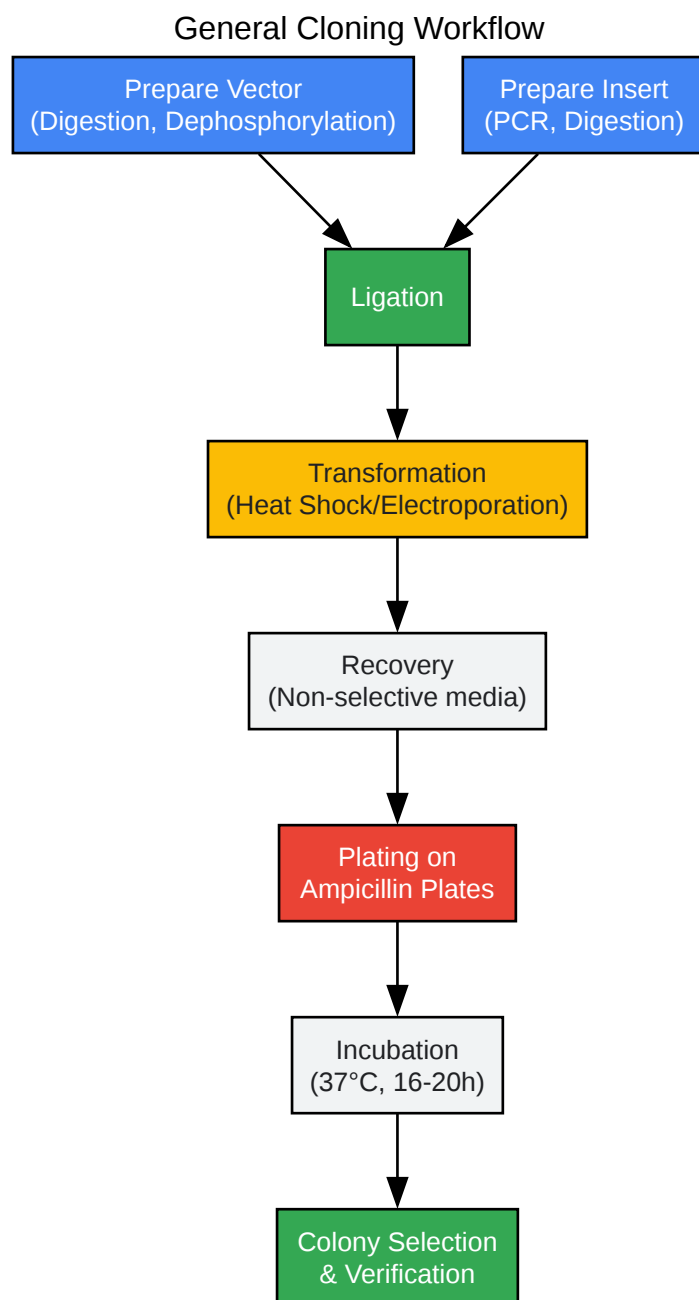 General Cloning Workflow
Prepare Vector
(Digestion, Dephosphorylation)
Prepare Insert
(PCR, Digestion)
Ligation
Transformation
(Heat Shock/Electroporation)
Recovery
(Non-selective media)
Plating on
Ampicillin Plates
Incubation
(37°C, 16-20h)
Colony Selection
& Verification